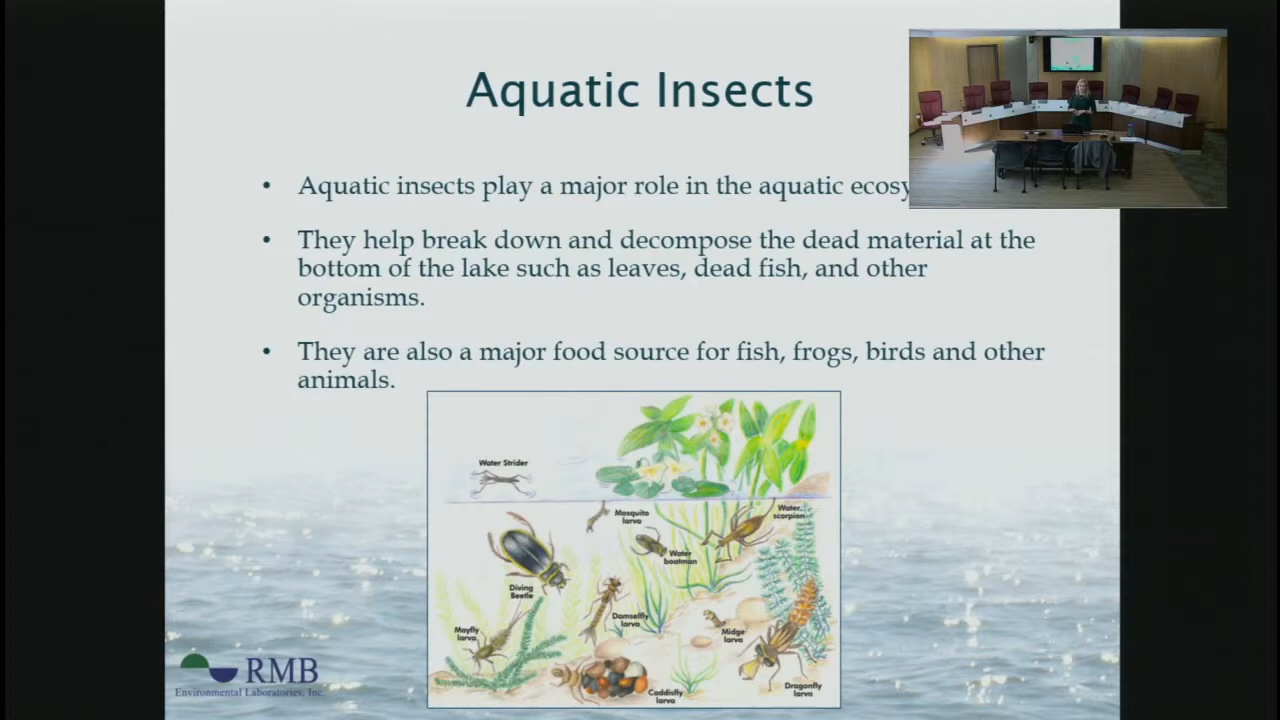 Aquatic Insects
• Aquatic insects play a major role in the aquatic ecosy
• They help break down and decompose the dead material at the
bottom of the lake such as leaves, dead fish, and other
organisms.
• They are also a major food source for fish, frogs, birds and other
animals.
Water Strider
Mosquito
larva
Water
scorpion
Water
boatman
Diving
Beetle
Damselfly
larva
Mayfly
larva
Midge
larva
Caddisfly
larva
Dragonfly
larva
RMB
Environmental Laboratories, Inc.